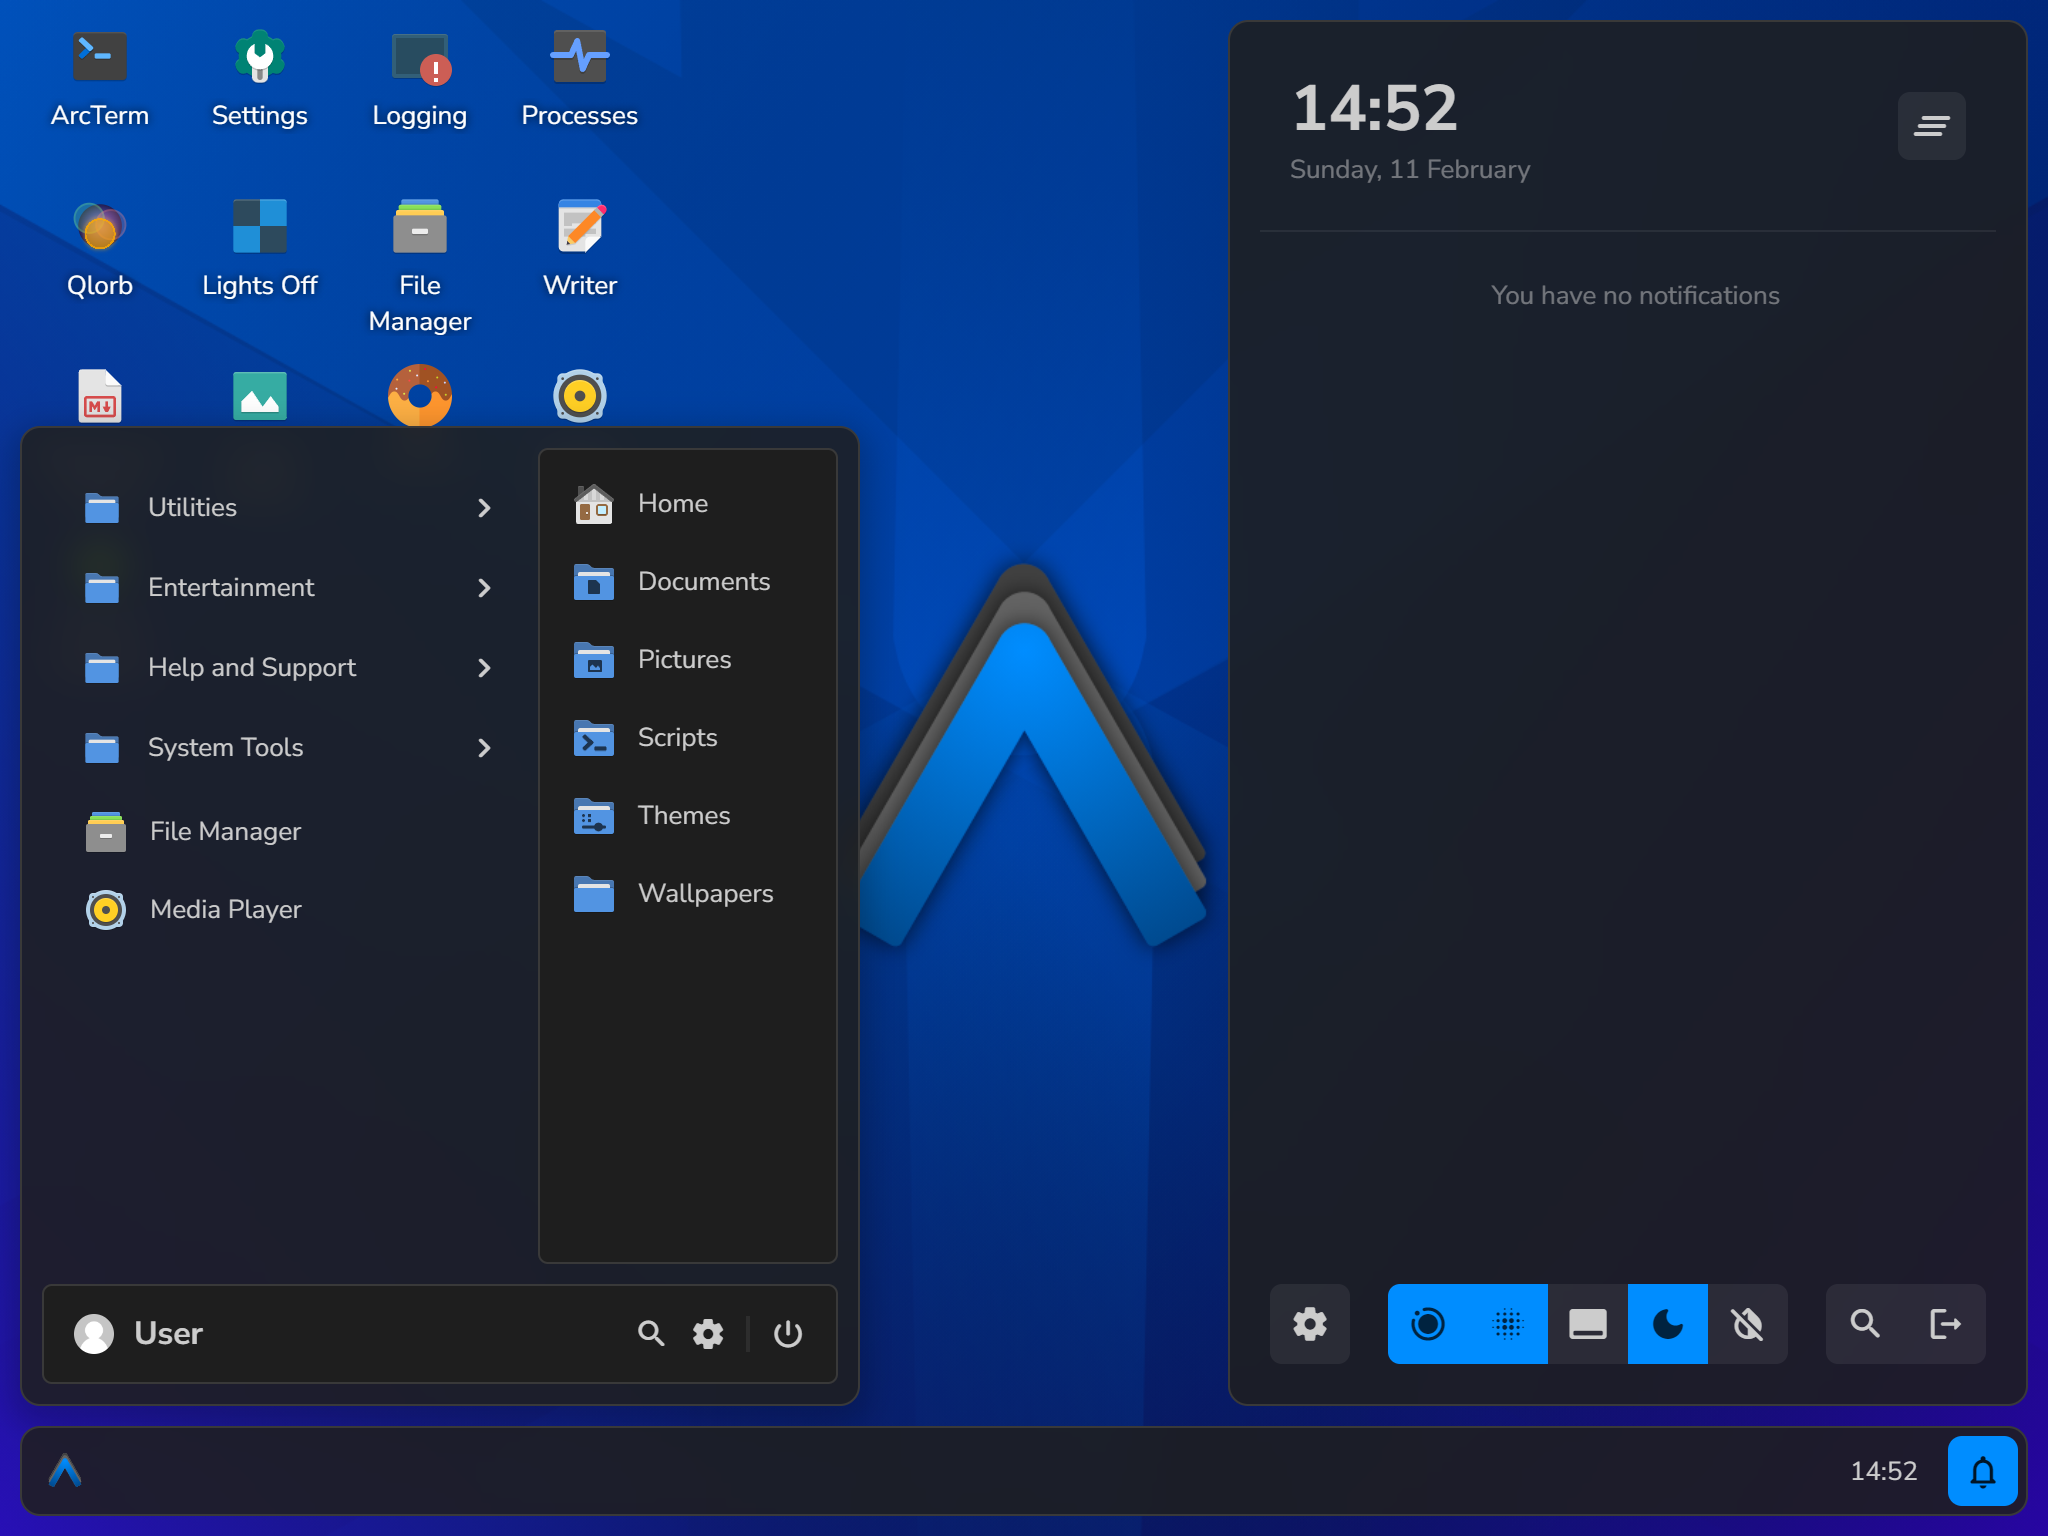 ArcTerm
Settings
Logging
Processes
Qlorb
Lights Off
File
Manager
Writer
M
Utilities
Entertainment
Help and Support
System Tools
File Manager
Media Player
Home
Documents
Pictures
Scripts
Themes
Wallpapers
User
14:52
Sunday, 11 February
You have no notifications
14:52